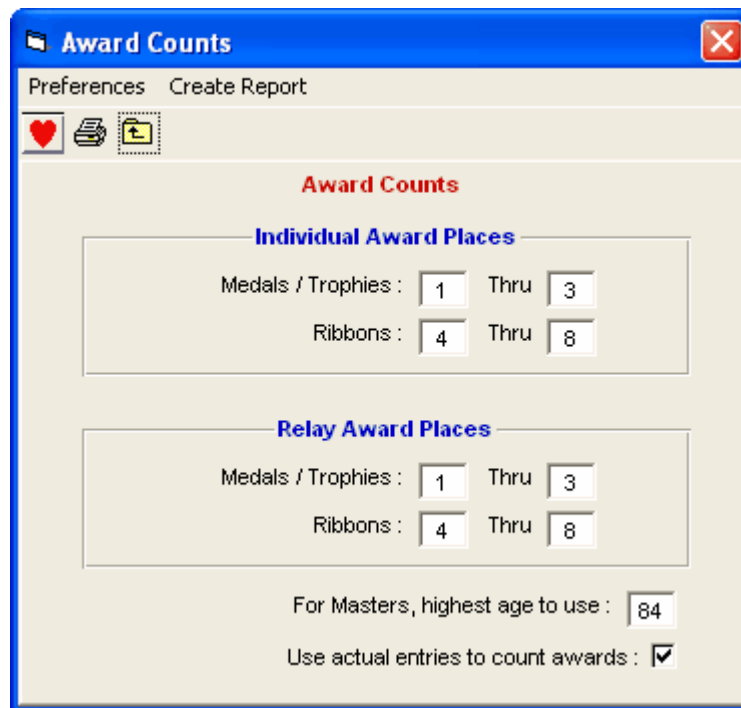 Award Counts
Preferences Create Report
Award Counts
Individual Award Places
Medals / Trophies : 1 Thru 3
Ribbons : 4 Thru 8
Relay Award Places
Medals / Trophies : 1 Thru 3
Ribbons : 4 Thru 8
For Masters, highest age to use : 84
Use actual entries to count awards :